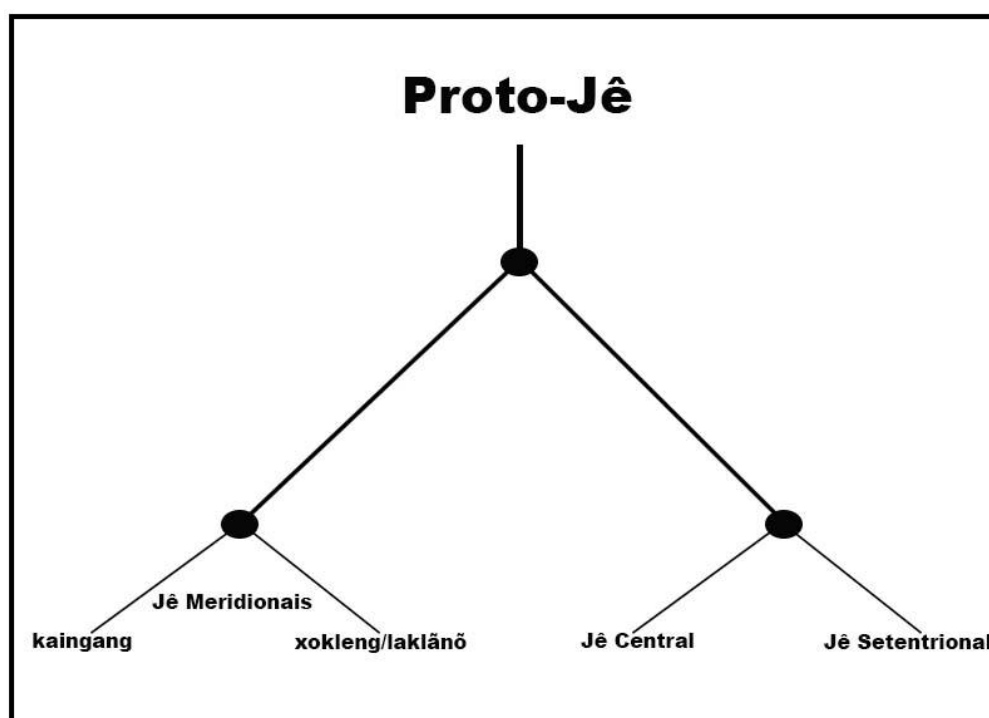 Proto-Jê
Jê Meridionais
kaingang
xokleng/laklãnõ
Jê Central
Jê Setentrional